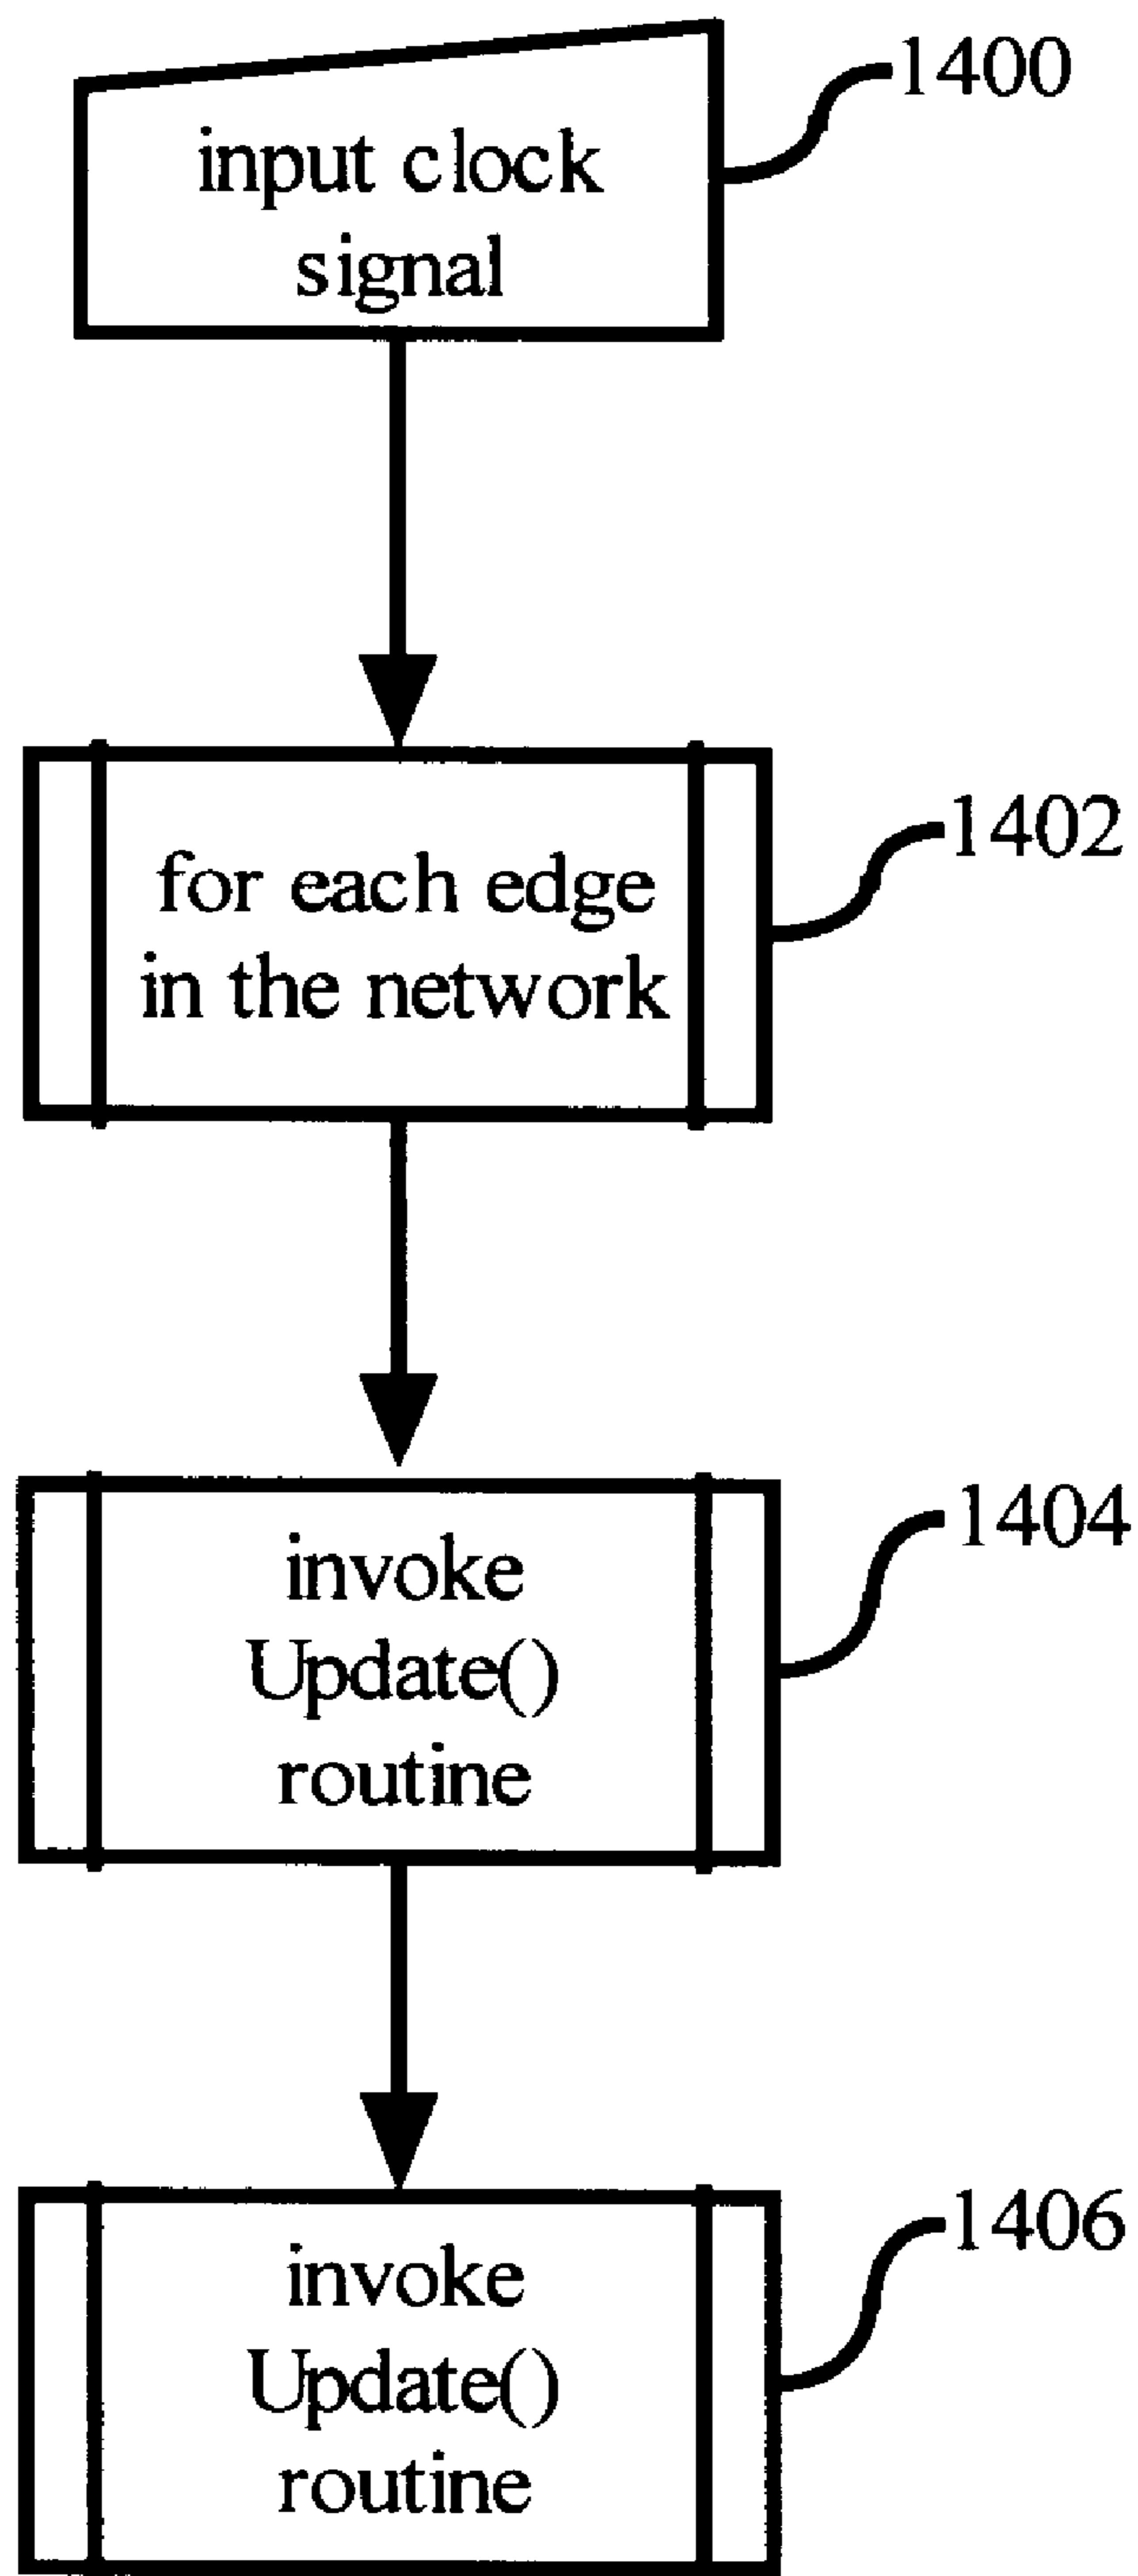 1400
input clock
signal
1402
for each edge
in the network
1404
invoke
Update()
routine
1406
invoke
Update()
routine